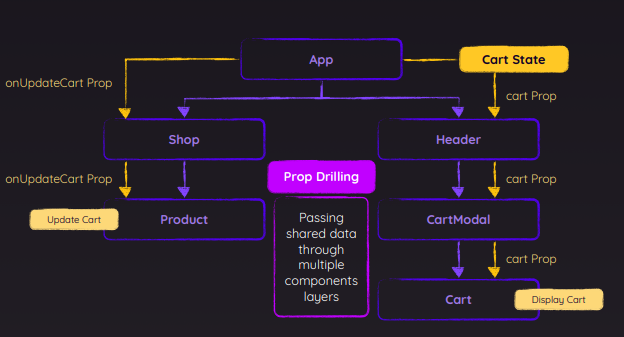 App
Cart State
onUpdateCart Prop
cart Prop
Shop
Header
onUpdateCart Prop
Prop Drilling
cart Prop
Update Cart
Product
Passing
shared data
through
multiple
components
layers
CartModal
cart Prop
Cart
Display Cart